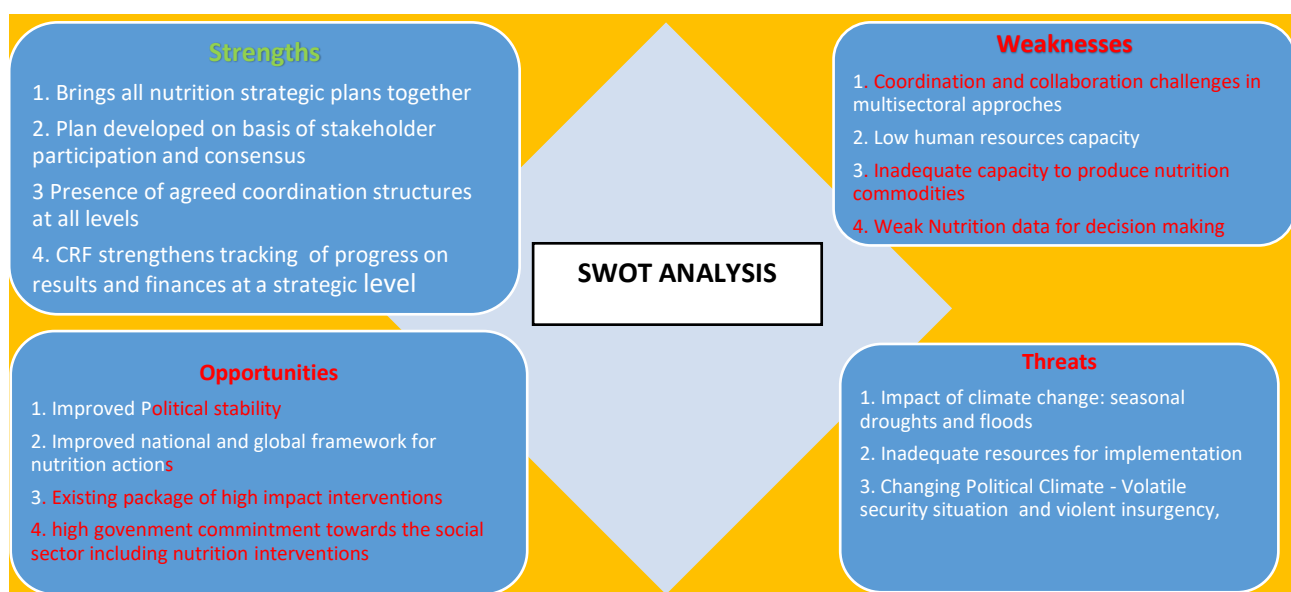 Strengths
1. Brings all nutrition strategic plans together
2. Plan developed on basis of stakeholder
participation and consensus
3 Presence of agreed coordination structures
at all levels
4. CRF strengthens tracking of progress on
results and finances at a strategic level
Weaknesses
1. Coordination and collaboration challenges in
multisectoral approches
2. Low human resources capacity
3. Inadequate capacity to produce nutrition
commodities
4. Weak Nutrition data for decision making
SWOT ANALYSIS
Opportunities
1. Improved Political stability
2. Improved national and global framework for
nutrition actions
3. Existing package of high impact interventions
4. high govenment commintment towards the social
sector including nutrition interventions
Threats
1. Impact of climate change: seasonal
droughts and floods
2. Inadequate resources for implementation
3. Changing Political Climate - Volatile
security situation and violent insurgency,